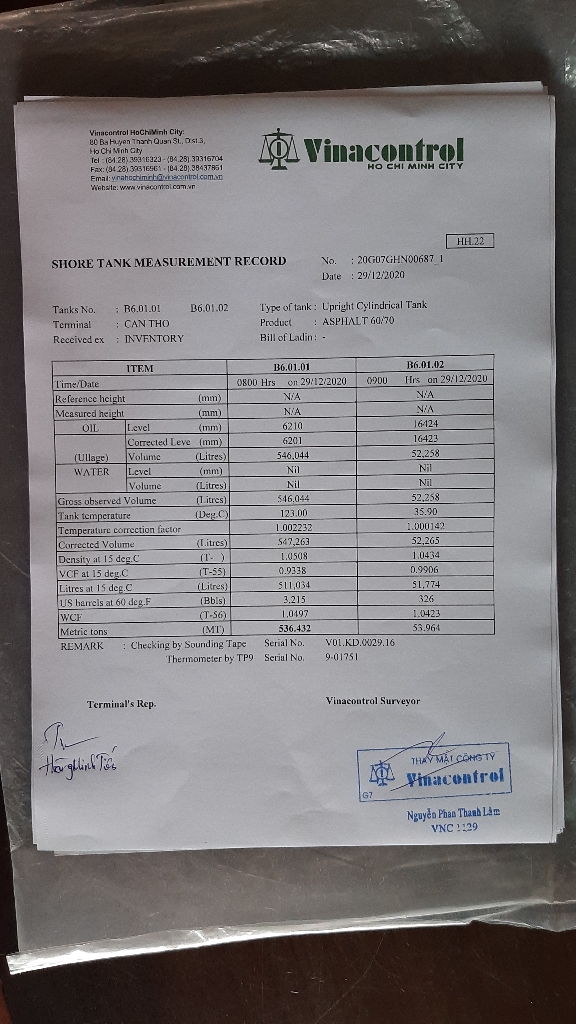 Vinacontrol HoChiMinh City:
80 Ba Huyen Thanh Quan St., Dist.3,
Ho Chi Minh City
Tel : (84.28).39316323 - (84.28).39316704
Fax: (84.28).39316961 - (84.28).38437861
Email: vinahochiminh@vinacontrol.com.vn
Website: www.vinacontrol.com.vn
Vinacontrol
HO CHI MINH CITY
HH.22
SHORE TANK MEASUREMENT RECORD
No. : 20G07GHN00687_1
Date : 29/12/2020
Tanks No. : B6.01.01 B6.01.02 Type of tank : Upright Cylindrical Tank
Terminal : CAN THO Product : ASPHALT 60/70
Received ex : INVENTORY Bill of Ladin : -
ITEM B6.01.01 B6.01.02
Time/Date 0800 Hrs on 29/12/2020 0900 Hrs on 29/12/2020
Reference height (mm) N/A N/A
Measured height (mm) N/A N/A
OIL Level (mm) 6210 16424
Corrected Leve (mm) 6201 16423
(Ullage) Volume (Litres) 546,044 52,258
WATER Level (mm) Nil Nil
Volume (Litres) Nil Nil
Gross observed Volume (Litres) 546,044 52,258
Tank temperature (Deg.C) 123.00 35.90
Temperature correction factor 1.002232 1.000142
Corrected Volume (Litres) 547,263 52,265
Density at 15 deg.C (T- ) 1.0508 1.0434
VCF at 15 deg.C (T-55) 0.9338 0.9906
Litres at 15 deg.C (Litres) 511,034 51,774
US barrels at 60 deg.F (Bbls) 3,215 326
WCF (T-56) 1.0497 1.0423
Metric tons (MT) 536.432 53.964
REMARK : Checking by Sounding Tape Serial No. V01.KD.0029.16
Thermometer by TP9 Serial No. 9-01751
Terminal's Rep. Vinacontrol Surveyor
THAY MẶT CÔNG TY
Vinacontrol
G7
Nguyễn Phan Thanh Lâm
VNC 1129